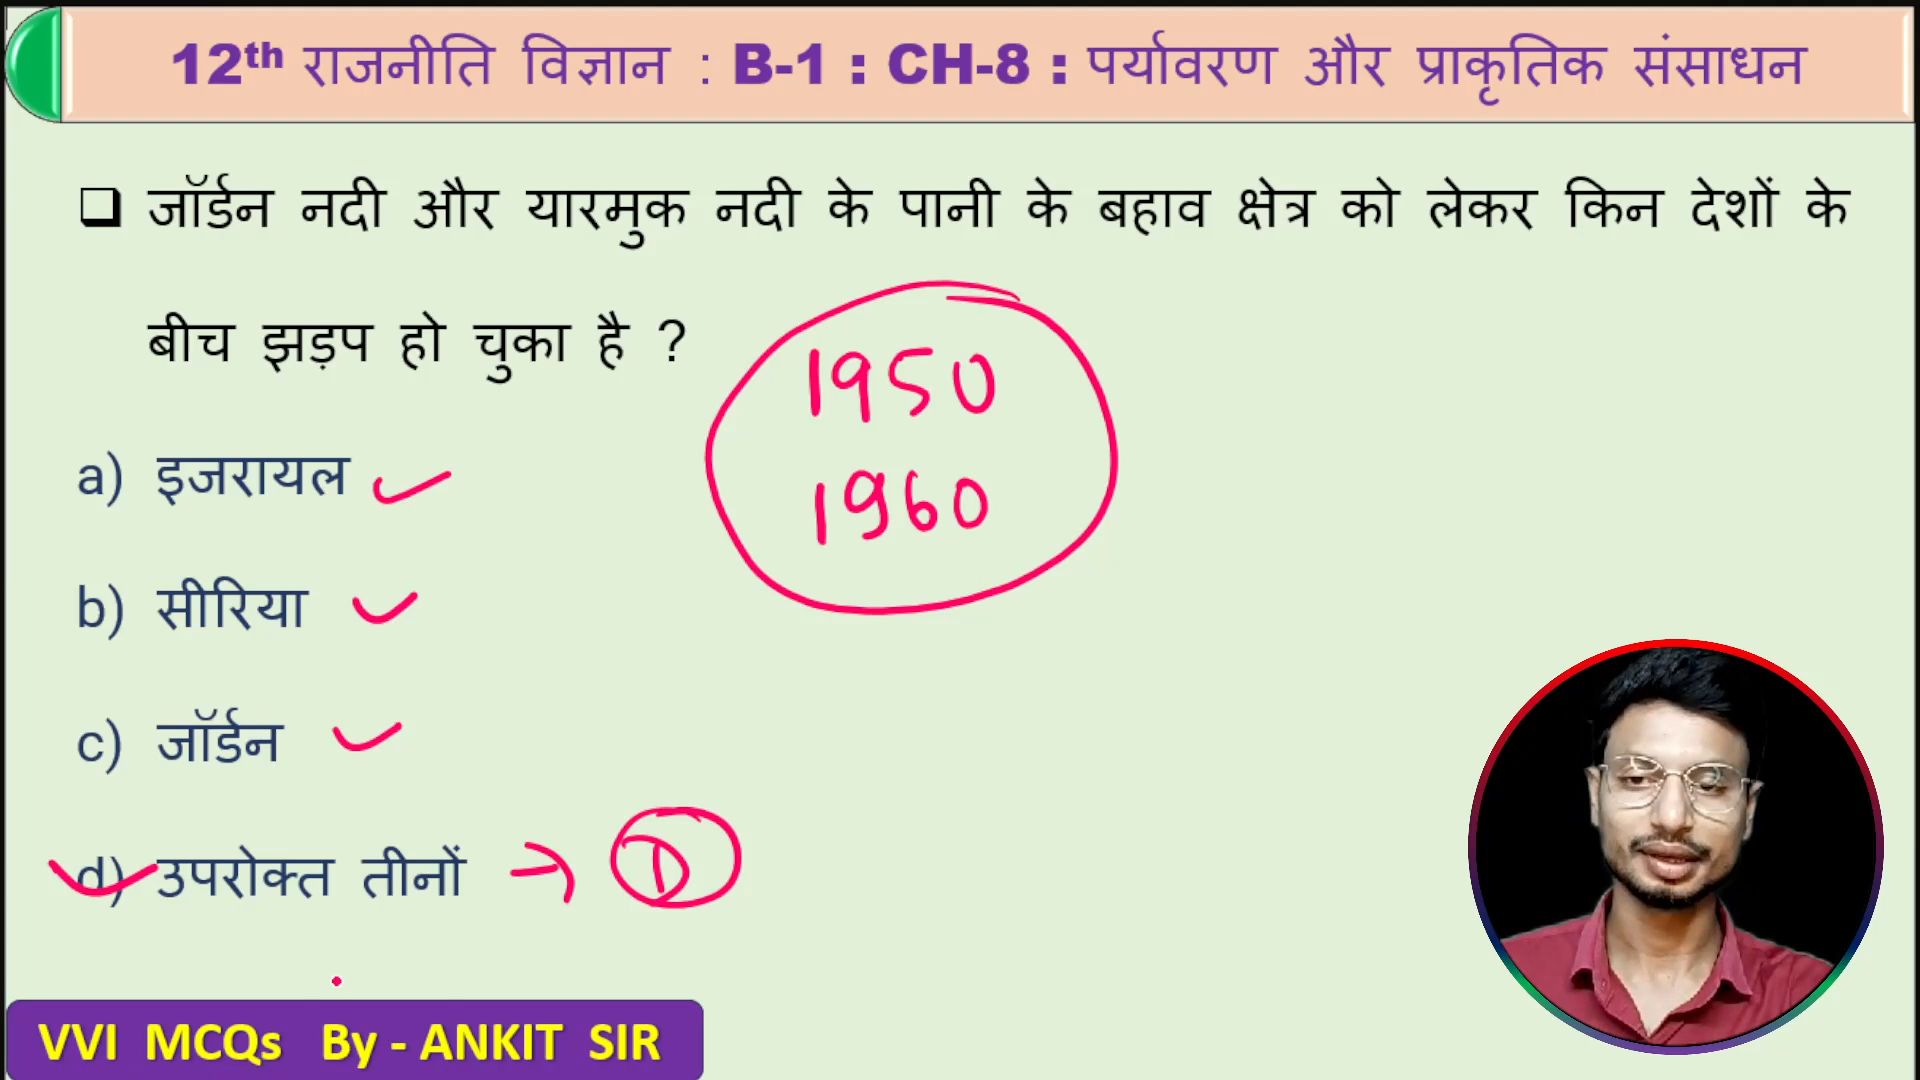 12th राजनीति विज्ञान : B-1 : CH-8 : पर्यावरण और प्राकृतिक संसाधन
❑ जॉर्डन नदी और यारमुक नदी के पानी के बहाव क्षेत्र को लेकर किन देशों के
बीच झड़प हो चुका है ?
1950
1960
a) इजरायल
b) सीरिया
c) जॉर्डन
d) उपरोक्त तीनों → D
VVI MCQs By - ANKIT SIR